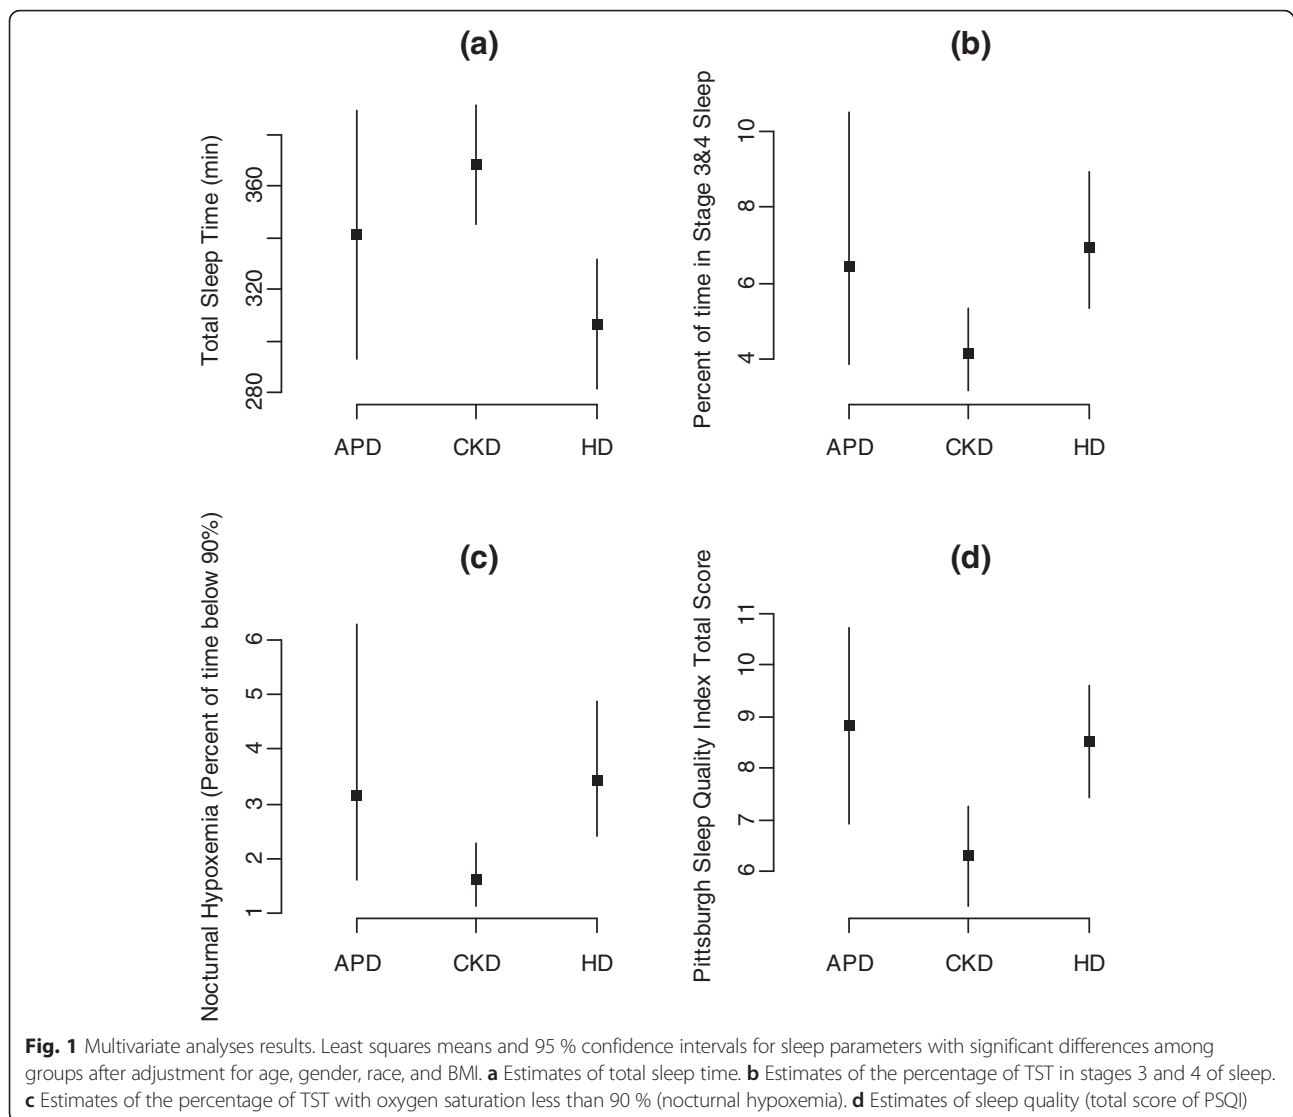 (a)
Total Sleep Time (min)
360
320
280
APD CKD HD
(b)
Percent of time in Stage 3&4 Sleep
10
8
6
4
APD CKD HD
(c)
Nocturnal Hypoxemia (Percent of time below 90%)
6
5
4
3
2
1
APD CKD HD
(d)
Pittsburgh Sleep Quality Index Total Score
11
10
9
8
7
6
APD CKD HD
Fig. 1 Multivariate analyses results. Least squares means and 95 % confidence intervals for sleep parameters with significant differences among
groups after adjustment for age, gender, race, and BMI. a Estimates of total sleep time. b Estimates of the percentage of TST in stages 3 and 4 of sleep.
c Estimates of the percentage of TST with oxygen saturation less than 90 % (nocturnal hypoxemia). d Estimates of sleep quality (total score of PSQI)